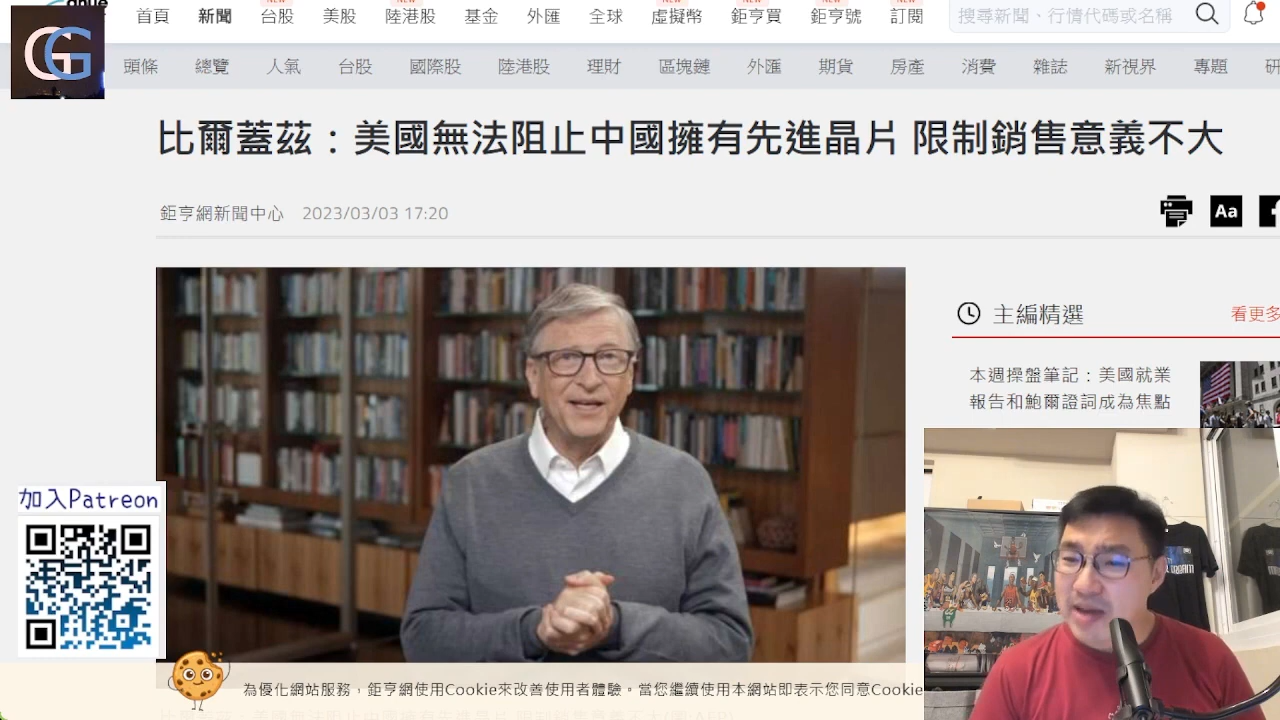 首頁 新聞 台股 美股 陸港股 基金 外匯 全球 虛擬幣 鉅亨買 鉅亨號 訂閱
搜尋新聞、行情代碼或名稱
GG
頭條 總覽 人氣 台股 國際股 陸港股 理財 區塊鏈 外匯 期貨 房產 消費 雜誌 新視界 專題 研
比爾蓋茲：美國無法阻止中國擁有先進晶片 限制銷售意義不大
鉅亨網新聞中心 2023/03/03 17:20
Aa
主編精選
看更多
本週操盤筆記：美國就業
報告和鮑爾證詞成為焦點
加入Patreon
為優化網站服務，鉅亨網使用Cookie來改善使用者體驗。當您繼續使用本網站即表示您同意Cookie